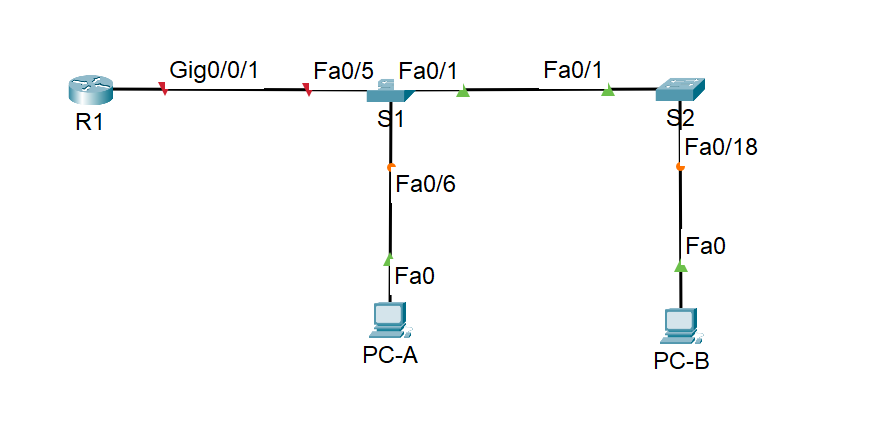 Gig0/0/1
Fa0/5
Fa0/1
Fa0/1
R1
S1
S2
Fa0/18
Fa0/6
Fa0
Fa0
PC-A
PC-B